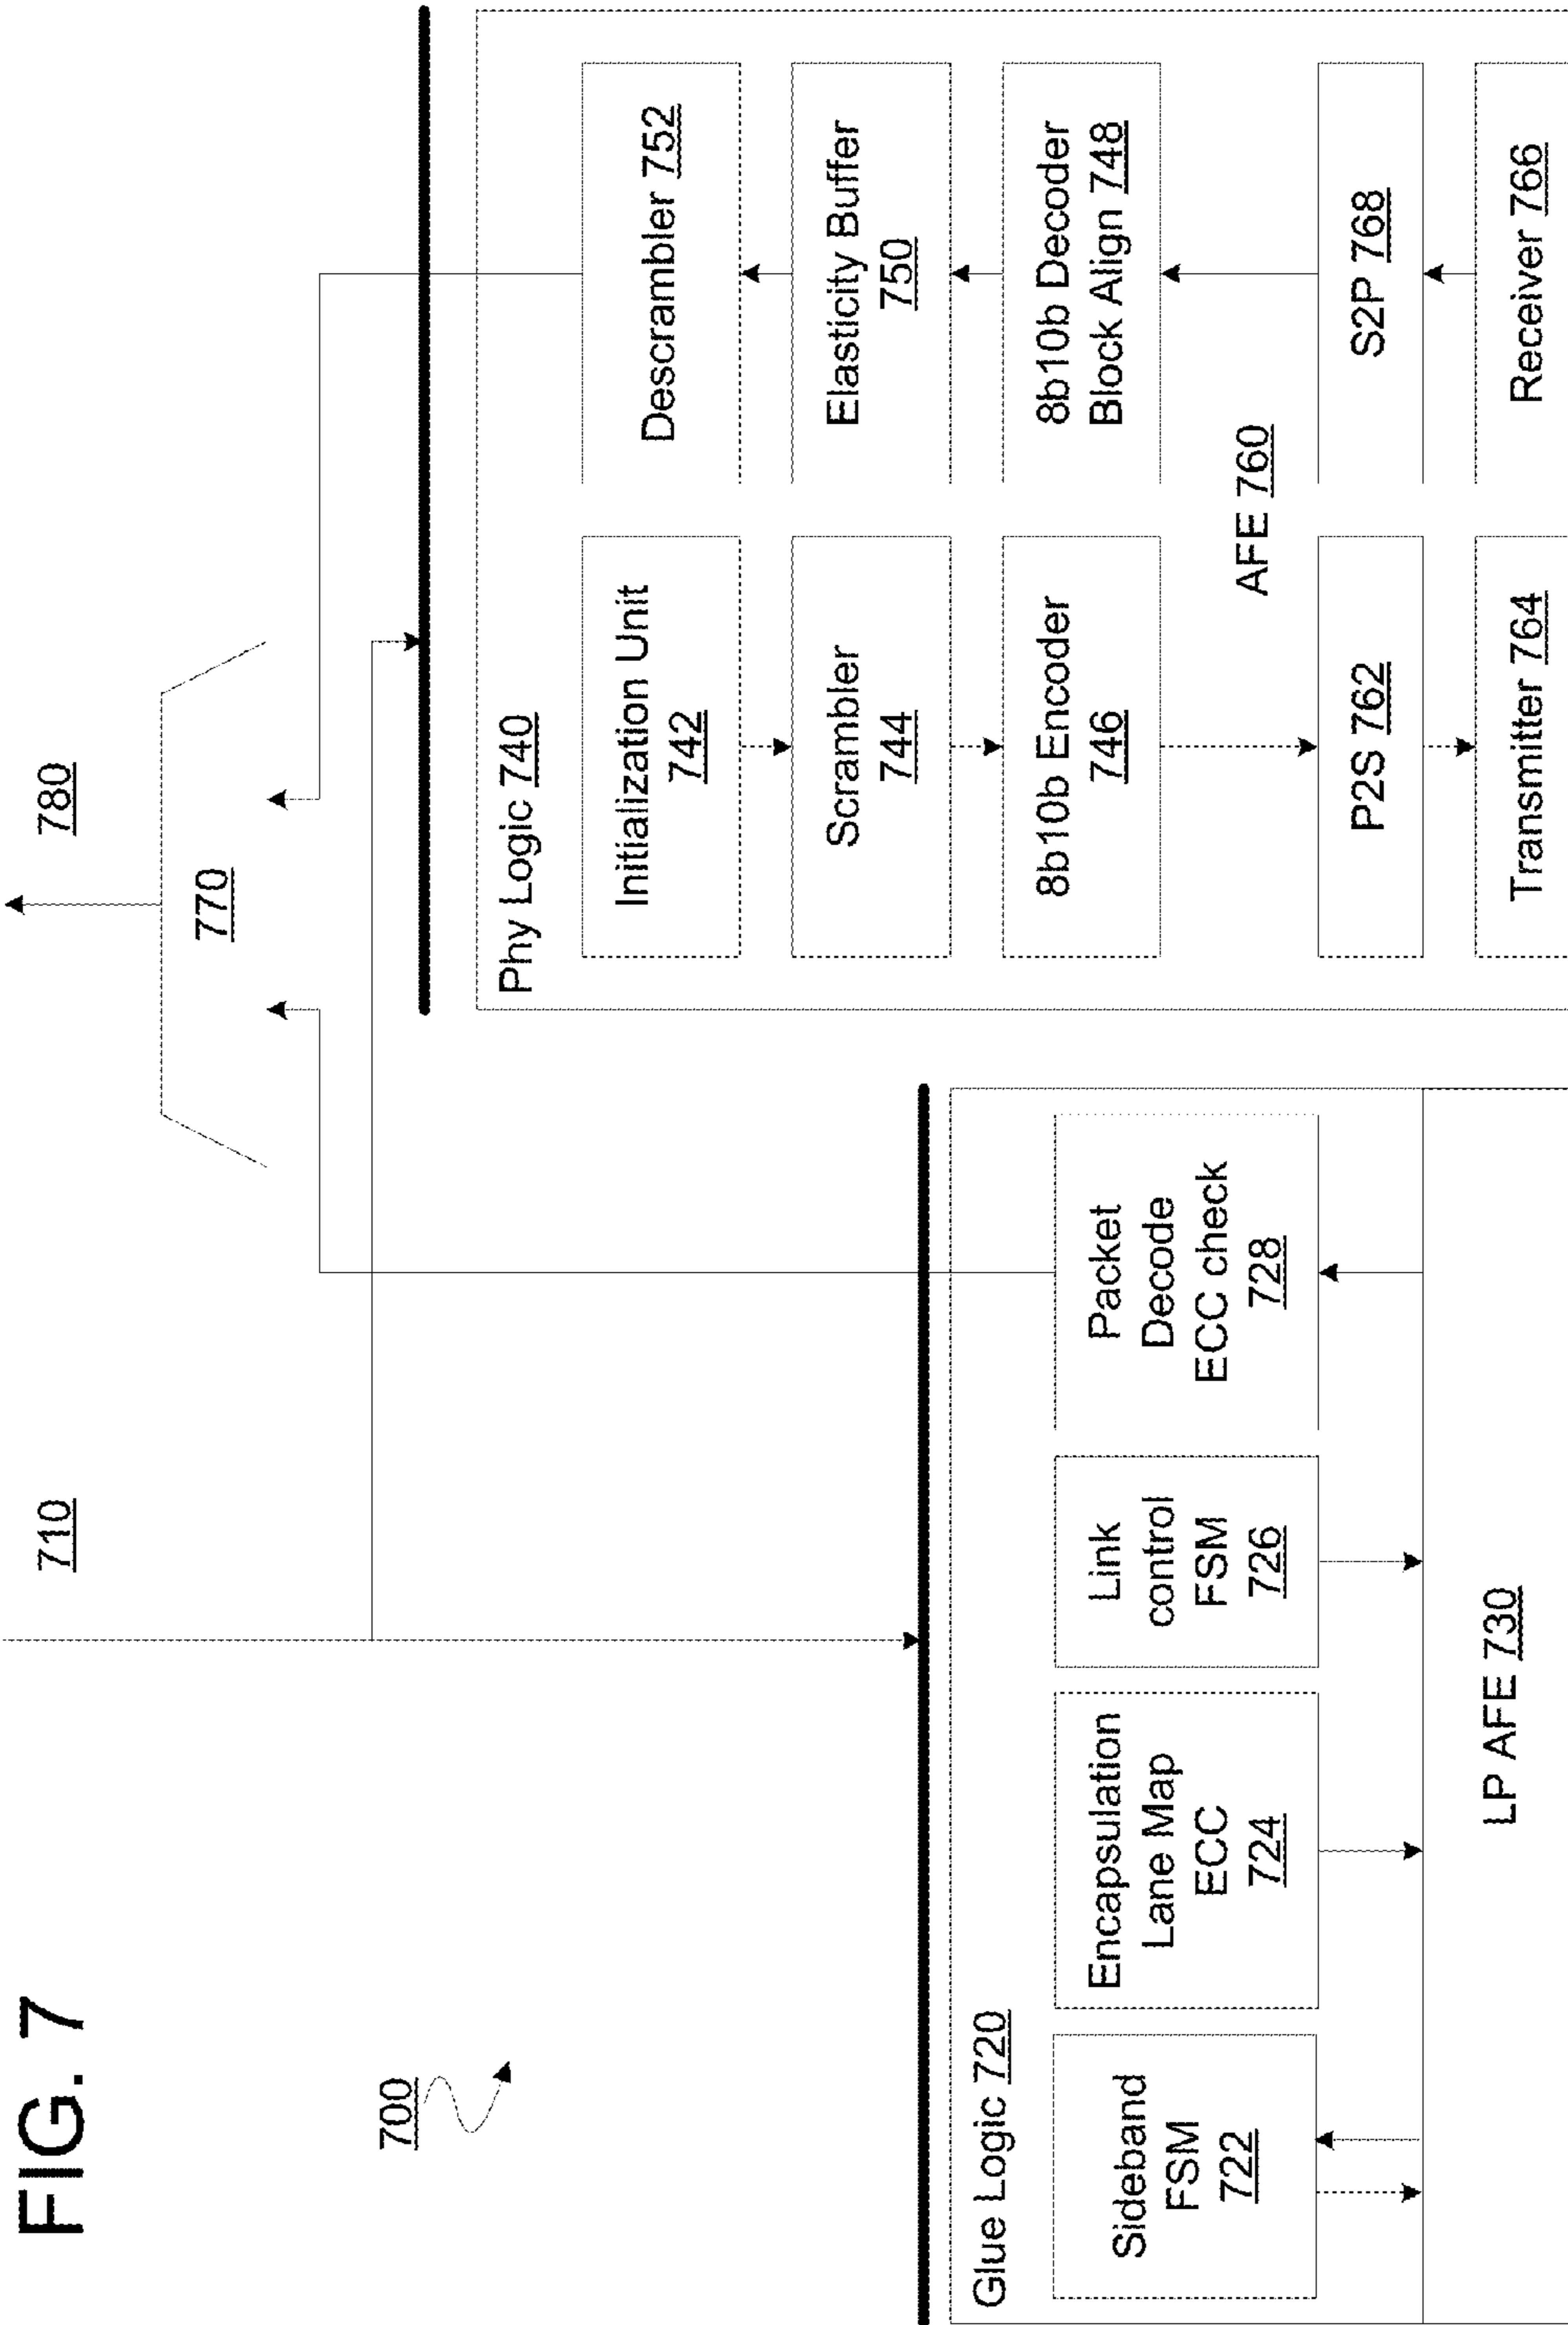 FIG. 7
700
710
780
770
Glue Logic 720
Sideband
FSM
722
Encapsulation
Lane Map
ECC
724
Link
control
FSM
726
Packet
Decode
ECC check
728
LP AFE 730
Phy Logic 740
Initialization Unit
742
Scrambler
744
8b10b Encoder
746
Descrambler 752
Elasticity Buffer
750
8b10b Decoder
Block Align 748
AFE 760
P2S 762
S2P 768
Transmitter 764
Receiver 766